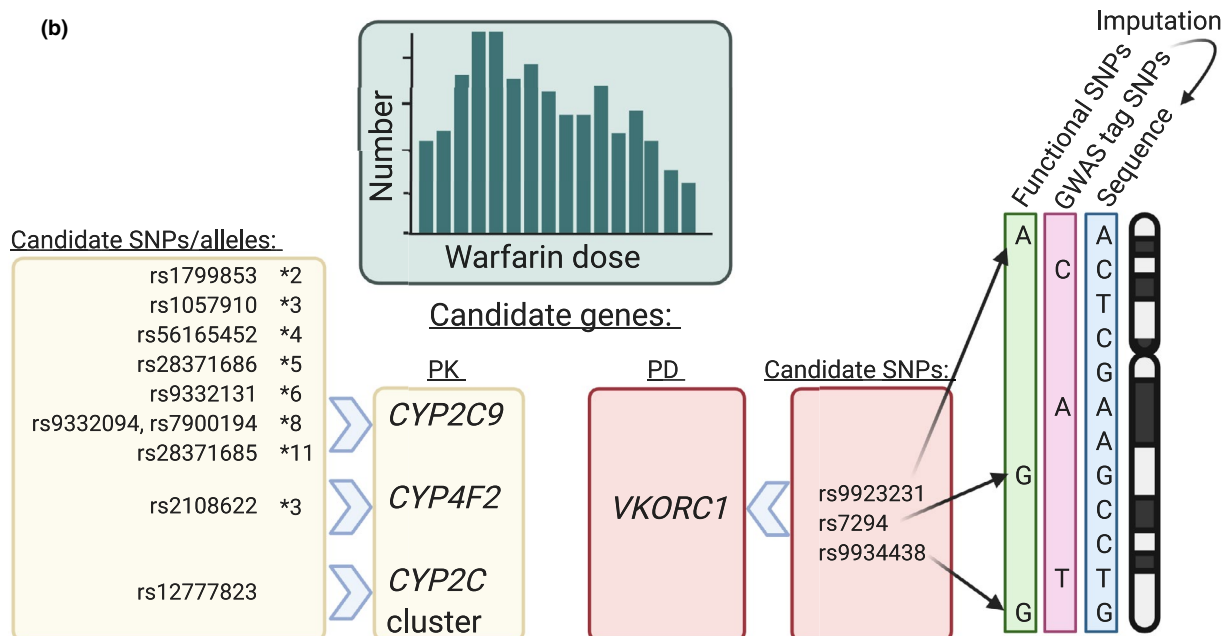 (b)
Number
Warfarin dose
Imputation
Functional SNPs
GWAS tag SNPs
Sequence
Candidate SNPs/alleles:
rs1799853 *2
rs1057910 *3
rs56165452 *4
rs28371686 *5
rs9332131 *6
rs9332094, rs7900194 *8
rs28371685 *11
rs2108622 *3
rs12777823
Candidate genes:
PK
CYP2C9
CYP4F2
CYP2C
cluster
PD
VKORC1
Candidate SNPs:
rs9923231
rs7294
rs9934438
A
G
G
C
A
T
A
C
T
C
G
A
A
G
C
C
T
G